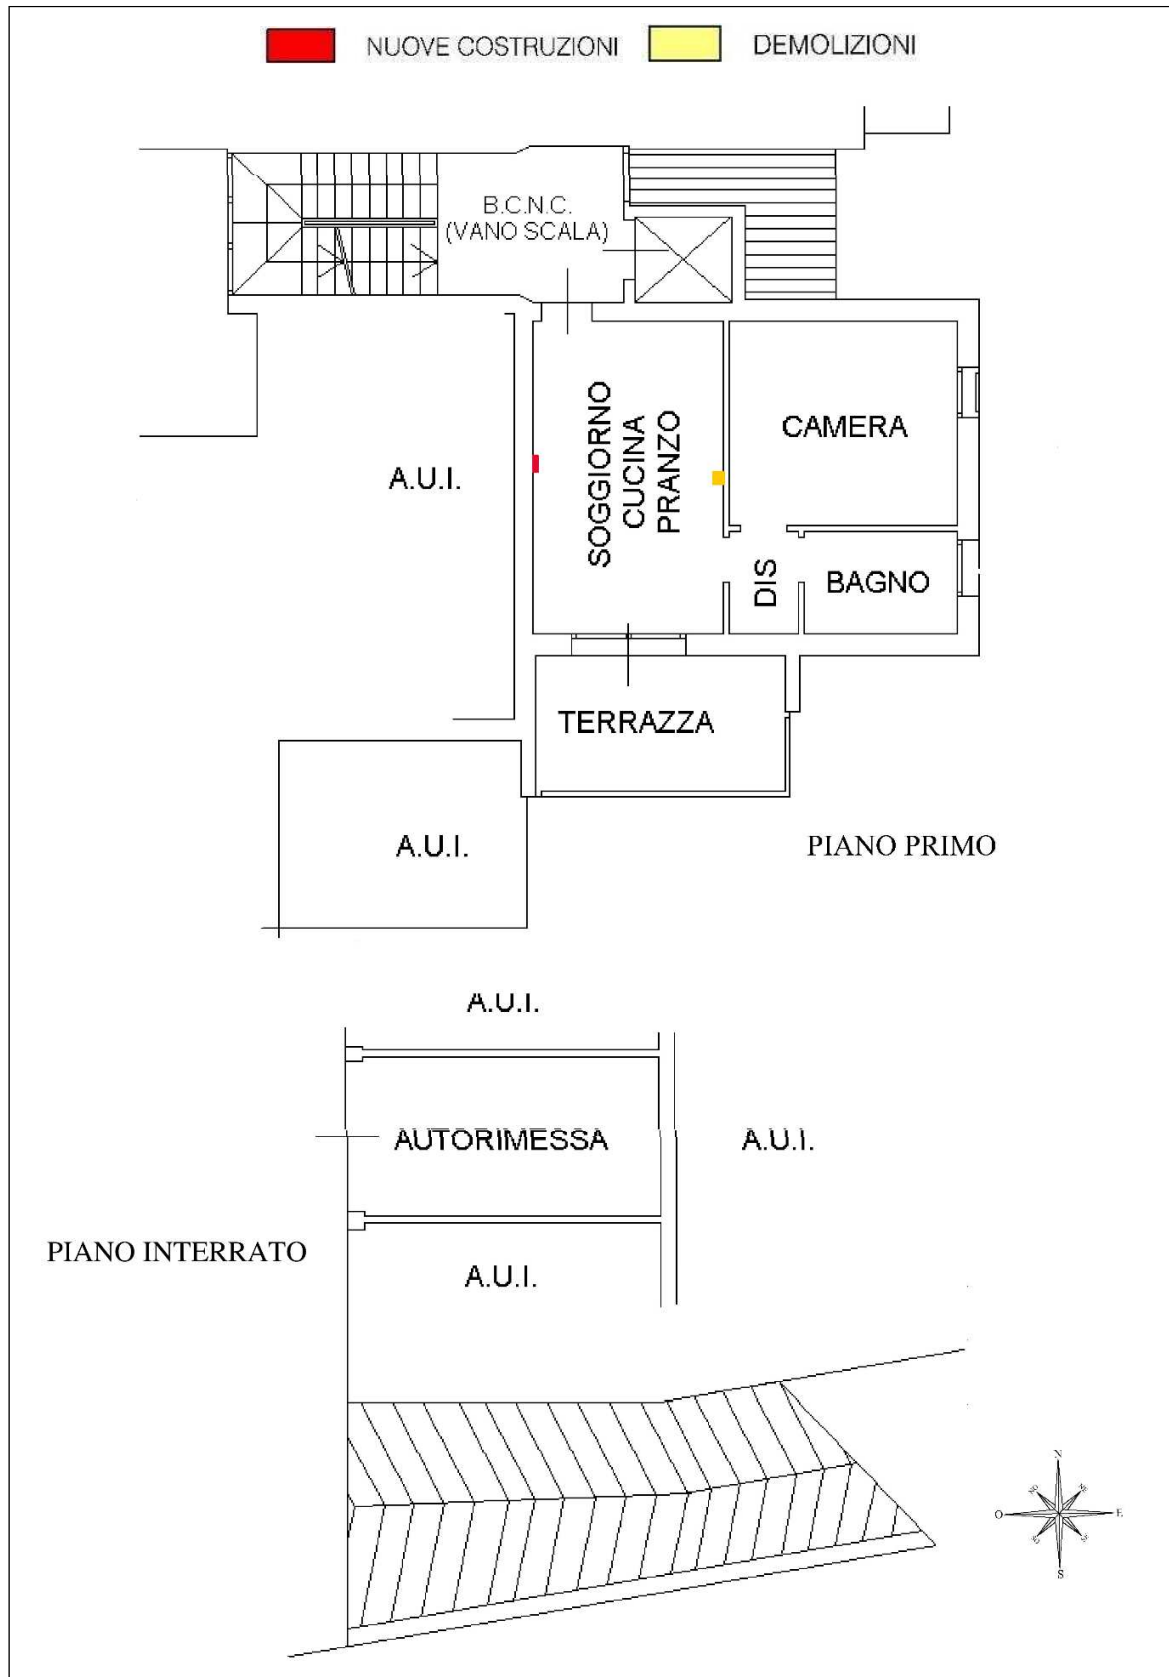 NUOVE COSTRUZIONI
DEMOLIZIONI
B.C.N.C.
(VANO SCALA)
SOGGIORNO
CUCINA
PRANZO
CAMERA
A.U.I.
DIS
BAGNO
TERRAZZA
A.U.I.
PIANO PRIMO
A.U.I.
AUTORIMESSA
A.U.I.
PIANO INTERRATO
A.U.I.
N
O
E
S